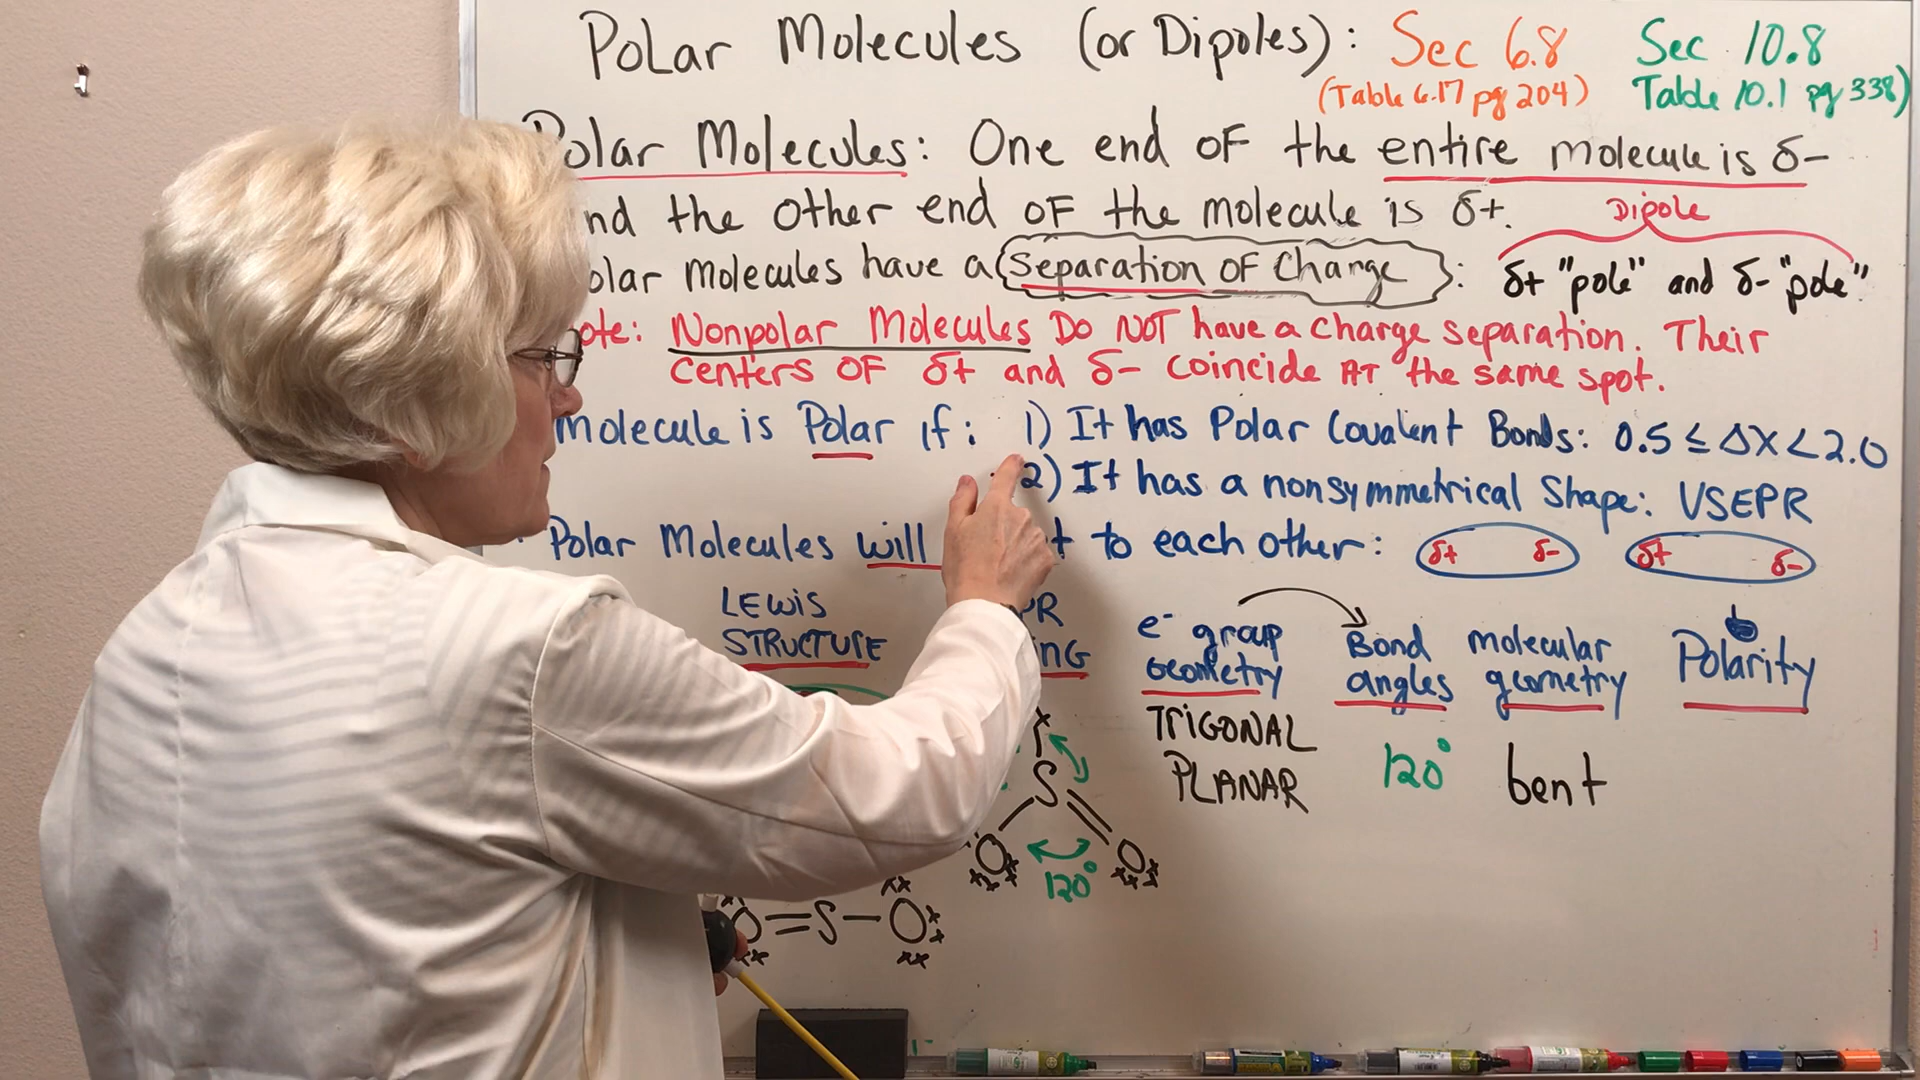 Polar Molecules (or Dipoles): Sec 6.8 Sec 10.8
(Table 6.17 pg 204) Table 10.1 pg 338)
Polar Molecules: One end of the entire molecule is δ-
nd the other end of the molecule is δ+. Dipole
olar molecules have a (Separation of Charge): δ+ "pole" and δ- "pole"
ote: Nonpolar Molecules Do NOT have a charge separation. Their
centers of δ+ and δ- coincide at the same spot.
molecule is Polar if: 1) It has Polar Covalent Bonds: 0.5 ≤ ΔX < 2.0
2) It has a nonsymmetrical Shape: VSEPR
Polar Molecules will t to each other: δ+ δ- δ+ δ-
LEWIS STRUCTURE
PR NG
e- group Geometry
Bond angles
molecular geometry
Polarity
TRIGONAL PLANAR
120°
bent
S
O O
120°
O=S-O